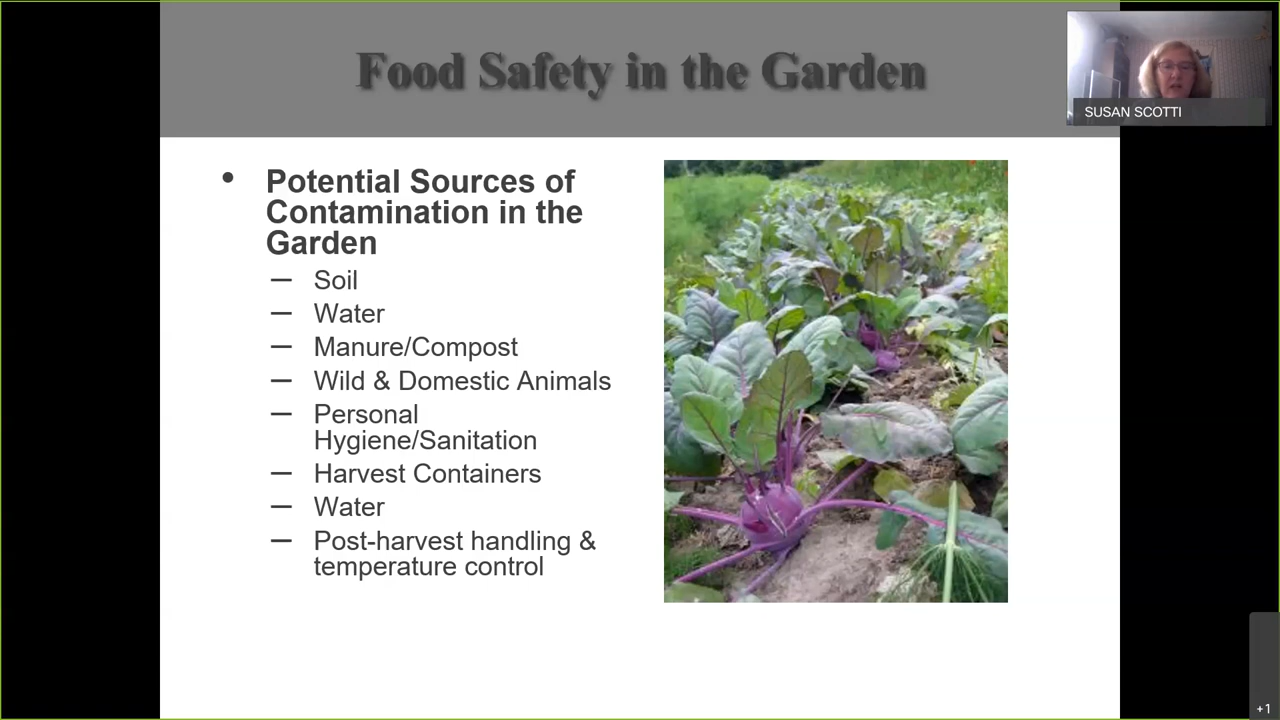 Food Safety in the Garden
SUSAN SCOTTI
• Potential Sources of
Contamination in the
Garden
— Soil
— Water
— Manure/Compost
— Wild & Domestic Animals
— Personal
Hygiene/Sanitation
— Harvest Containers
— Water
— Post-harvest handling &
temperature control
+1